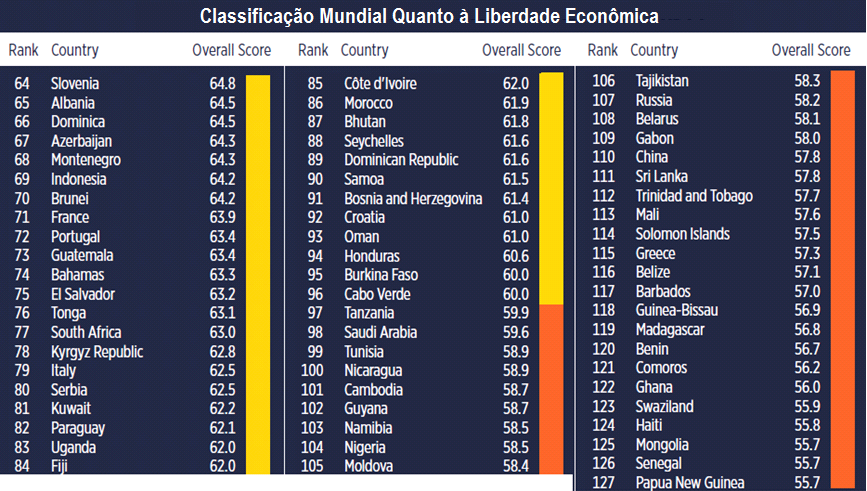 Classificação Mundial Quanto à Liberdade Econômica
Rank Country Overall Score
64 Slovenia 64.8
65 Albania 64.5
66 Dominica 64.5
67 Azerbaijan 64.3
68 Montenegro 64.3
69 Indonesia 64.2
70 Brunei 64.2
71 France 63.9
72 Portugal 63.4
73 Guatemala 63.4
74 Bahamas 63.3
75 El Salvador 63.2
76 Tonga 63.1
77 South Africa 63.0
78 Kyrgyz Republic 62.8
79 Italy 62.5
80 Serbia 62.5
81 Kuwait 62.2
82 Paraguay 62.1
83 Uganda 62.0
84 Fiji 62.0
Rank Country Overall Score
85 Côte d'Ivoire 62.0
86 Morocco 61.9
87 Bhutan 61.8
88 Seychelles 61.6
89 Dominican Republic 61.6
90 Samoa 61.5
91 Bosnia and Herzegovina 61.4
92 Croatia 61.0
93 Oman 61.0
94 Honduras 60.6
95 Burkina Faso 60.0
96 Cabo Verde 60.0
97 Tanzania 59.9
98 Saudi Arabia 59.6
99 Tunisia 58.9
100 Nicaragua 58.9
101 Cambodia 58.7
102 Guyana 58.7
103 Namibia 58.5
104 Nigeria 58.5
105 Moldova 58.4
Rank Country Overall Score
106 Tajikistan 58.3
107 Russia 58.2
108 Belarus 58.1
109 Gabon 58.0
110 China 57.8
111 Sri Lanka 57.8
112 Trinidad and Tobago 57.7
113 Mali 57.6
114 Solomon Islands 57.5
115 Greece 57.3
116 Belize 57.1
117 Barbados 57.0
118 Guinea-Bissau 56.9
119 Madagascar 56.8
120 Benin 56.7
121 Comoros 56.2
122 Ghana 56.0
123 Swaziland 55.9
124 Haiti 55.8
125 Mongolia 55.7
126 Senegal 55.7
127 Papua New Guinea 55.7